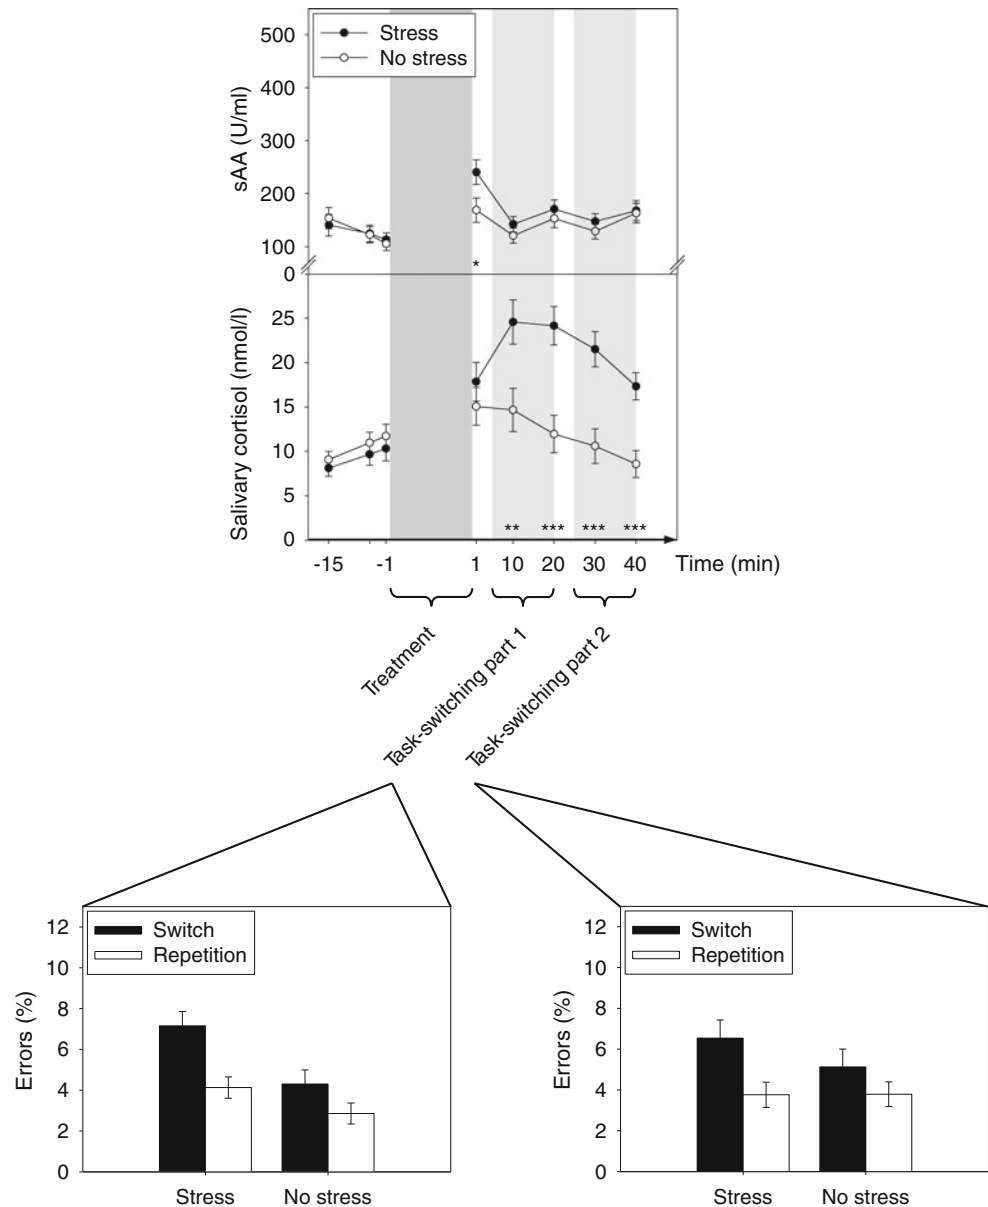 Stress
No stress
sAA (U/ml)
500
400
300
200
100
0
*
Salivary cortisol (nmol/l)
25
20
15
10
5
0
** *** *** ***
-15 -1 1 10 20 30 40 Time (min)
Treatment
Task-switching part 1
Task-switching part 2
Switch
Repetition
Errors (%)
12
10
8
6
4
2
0
Stress No stress
Switch
Repetition
Errors (%)
12
10
8
6
4
2
0
Stress No stress